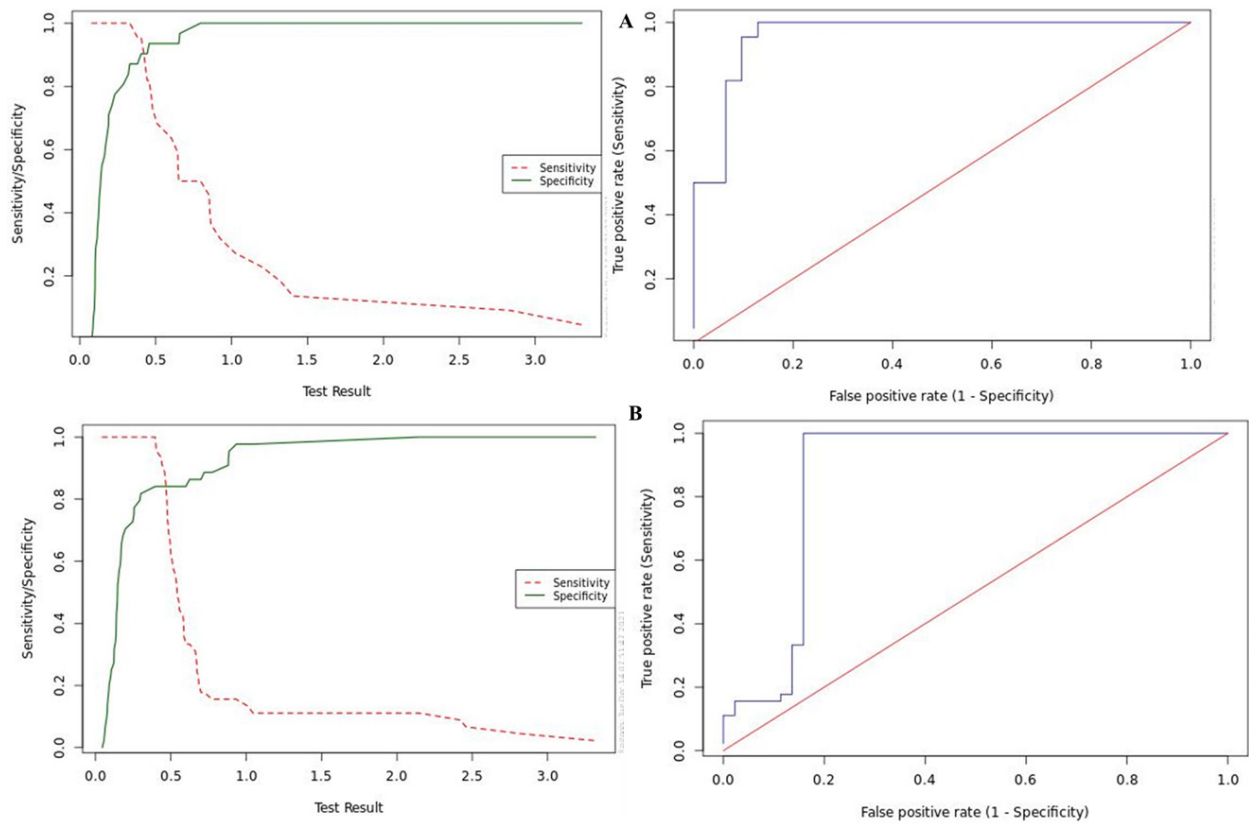 A
Sensitivity/Specificity
1.0
0.8
0.6
0.4
0.2
Sensitivity
Specificity
0.0 0.5 1.0 1.5 2.0 2.5 3.0
Test Result
True positive rate (Sensitivity)
1.0
0.8
0.6
0.4
0.2
0.0 0.2 0.4 0.6 0.8 1.0
False positive rate (1 - Specificity)
B
Sensitivity/Specificity
1.0
0.8
0.6
0.4
0.2
0.0
Sensitivity
Specificity
0.0 0.5 1.0 1.5 2.0 2.5 3.0
Test Result
True positive rate (Sensitivity)
1.0
0.8
0.6
0.4
0.2
0.0
0.0 0.2 0.4 0.6 0.8 1.0
False positive rate (1 - Specificity)